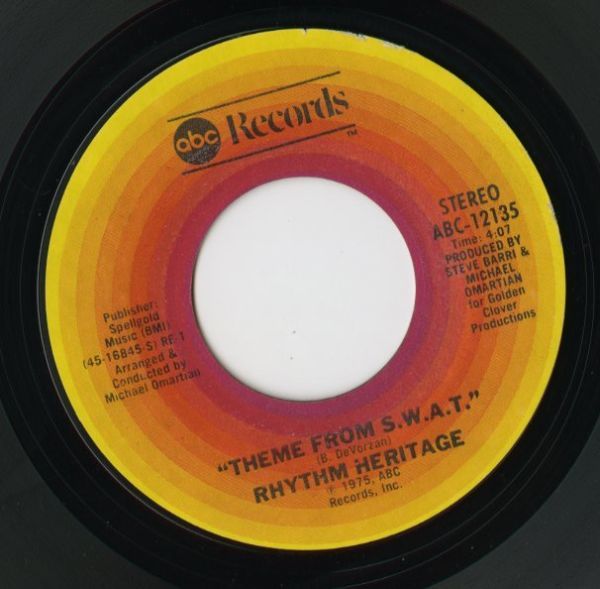 abc Records
TM
STEREO
ABC-12135
Time: 4:07
PRODUCED BY
STEVE BARRI &
MICHAEL
OMARTIAN
for Golden
Clover
Productions
Publisher:
Spellgold
Music (BMI)
(45-16845-S) RE-1
Arranged &
Conducted by
Michael Omartian
"THEME FROM S.W.A.T."
(B. DeVorzan)
RHYTHM HERITAGE
℗ 1975, ABC
Records, Inc.